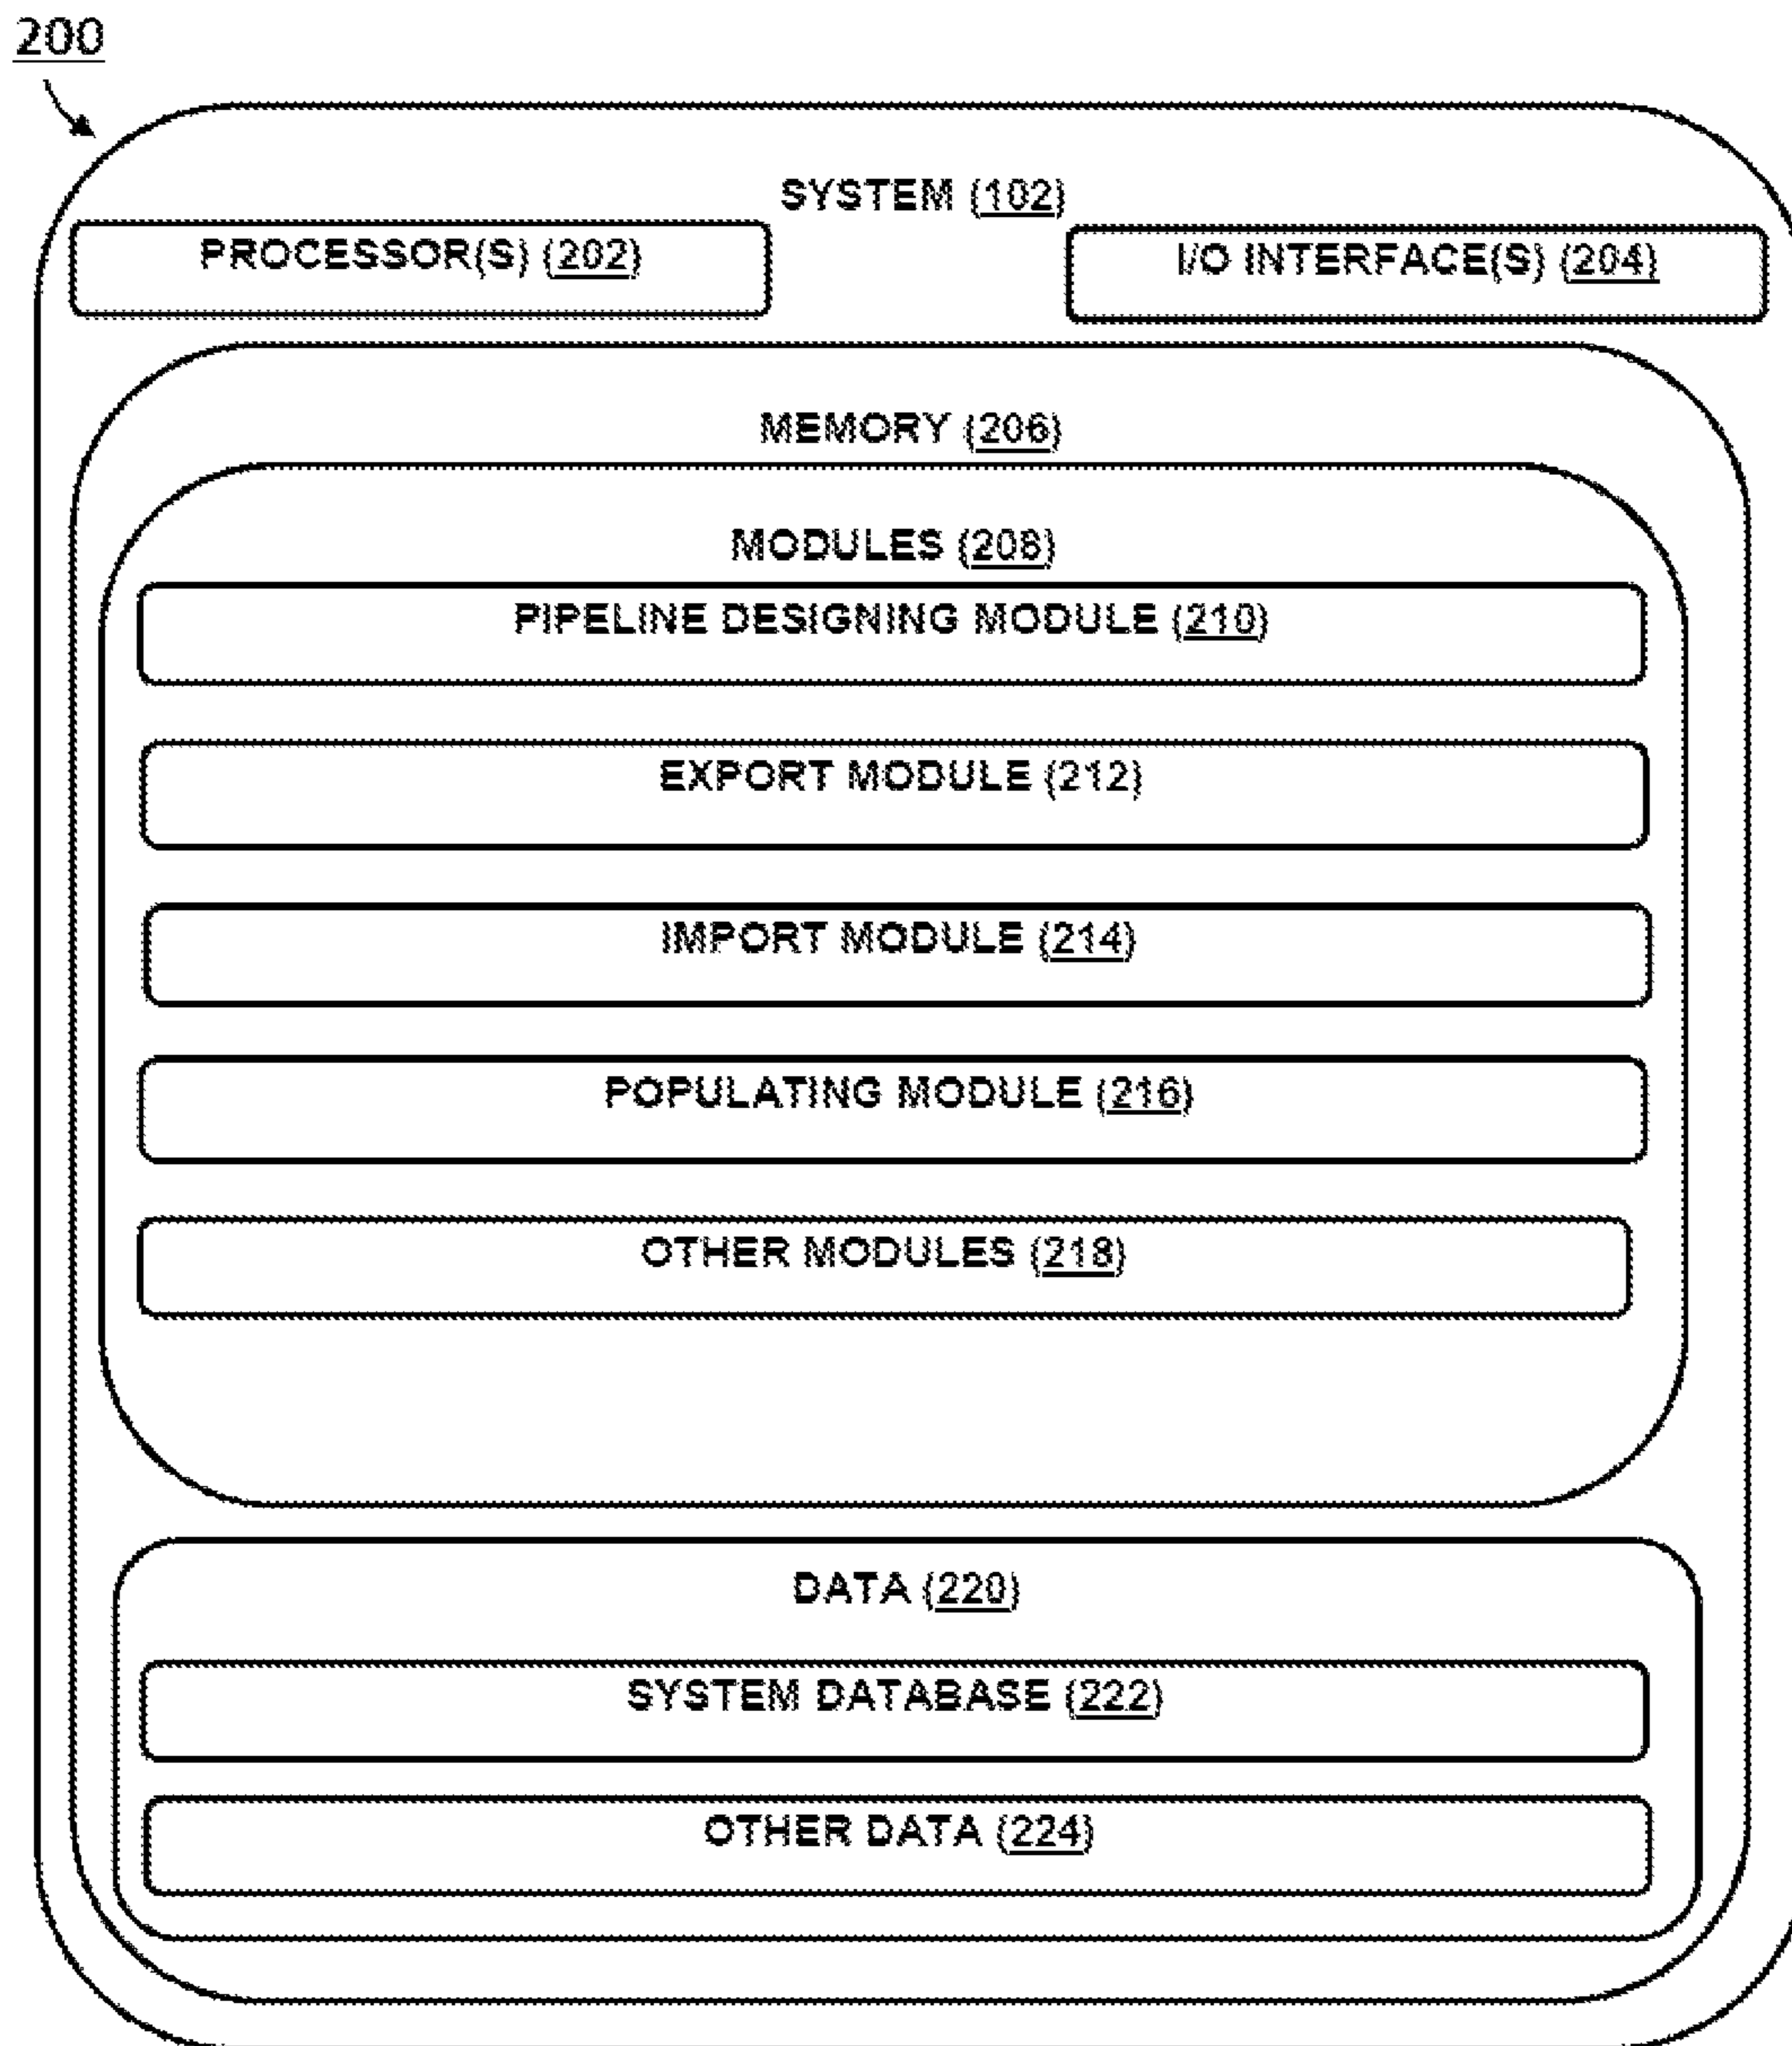 200
SYSTEM (102)
PROCESSOR(S) (202)
I/O INTERFACE(S) (204)
MEMORY (206)
MODULES (208)
PIPELINE DESIGNING MODULE (210)
EXPORT MODULE (212)
IMPORT MODULE (214)
POPULATING MODULE (216)
OTHER MODULES (218)
DATA (220)
SYSTEM DATABASE (222)
OTHER DATA (224)